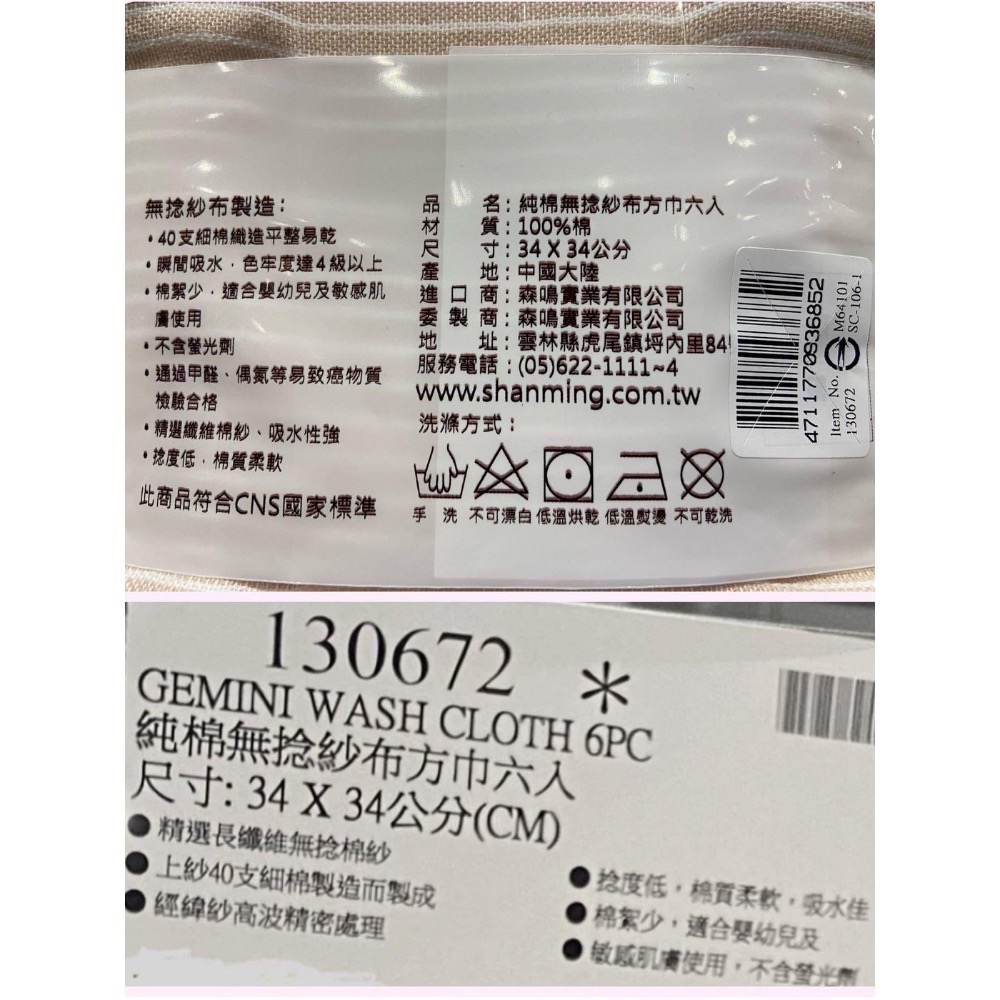 無捻紗布製造：
・40支細棉織造平整易乾
・瞬間吸水．色牢度達4級以上
・棉絮少．適合嬰幼兒及敏感肌
膚使用
・不含螢光劑
・通過甲醛、偶氮等易致癌物質
檢驗合格
・精選纖維棉紗、吸水性強
・捻度低．棉質柔軟
此商品符合CNS國家標準
品名：純棉無捻紗布方巾六入
材質：100%棉
尺寸：34 X 34公分
產地：中國大陸
進口商：森鳴實業有限公司
委製商：森鳴實業有限公司
地址：雲林縣虎尾鎮埒內里84
服務電話：(05)622-1111~4
www.shanming.com.tw
洗滌方式：
手洗 不可漂白 低溫烘乾 低溫熨燙 不可乾洗
4711770936852
Item No.
130672
M64101
SC-106-1
130672 *
GEMINI WASH CLOTH 6PC
純棉無捻紗布方巾六入
尺寸: 34 X 34公分(CM)
●精選長纖維無捻棉紗
●上紗40支細棉製造而製成
●經緯紗高波精密處理
●捻度低，棉質柔軟，吸水佳
●棉絮少，適合嬰幼兒及
●敏感肌膚使用，不含螢光劑